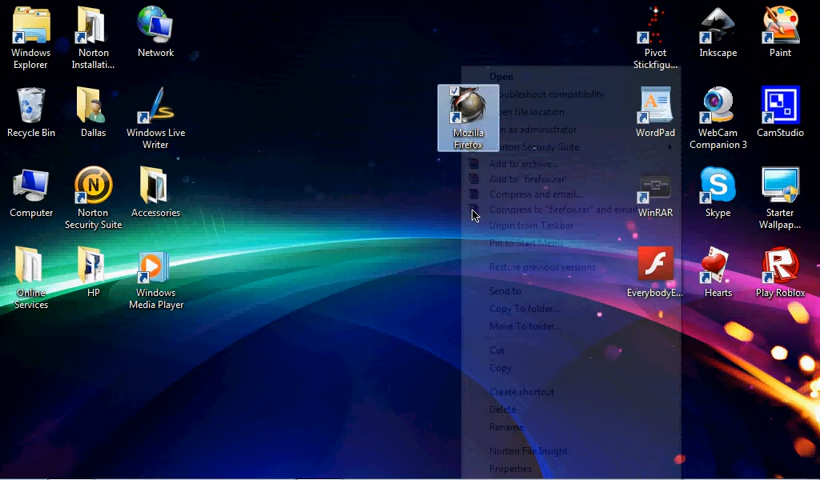 Windows
Explorer
Norton
Installati...
Network
Pivot
Stickfigu...
Inkscape
Paint
Recycle Bin
Dallas
Windows Live
Writer
Mozilla
Firefox
WordPad
WebCam
Companion 3
CamStudio
Computer
Norton
Security Suite
Accessories
WinRAR
Skype
Starter
Wallpap...
Online
Services
HP
Windows
Media Player
EverybodyE...
Hearts
Play Roblox
Open
Troubleshoot compatibility
Open file location
Run as administrator
Norton Security Suite
Add to archive...
Add to "firefox.rar"
Compress and email...
Compress to "firefox.rar" and email
Unpin from Taskbar
Pin to Start Menu
Restore previous versions
Send to
Copy To folder...
Move To folder...
Cut
Copy
Create shortcut
Delete
Rename
Norton File Insight
Properties